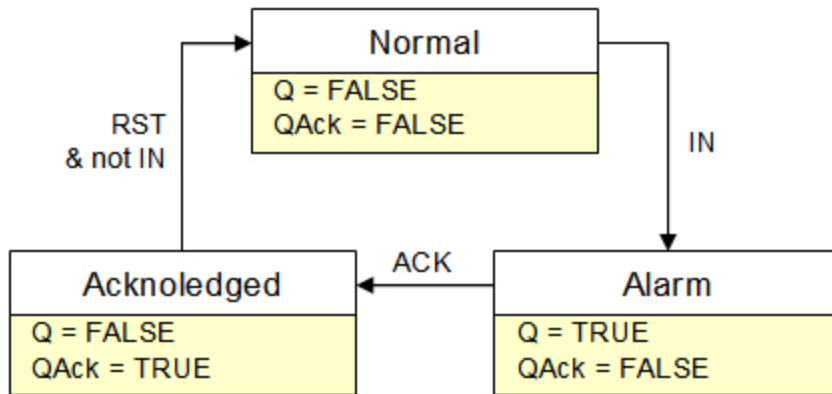 Normal
Q = FALSE
QAck = FALSE
RST
& not IN
IN
ACK
Acknoledged
Q = FALSE
QAck = TRUE
Alarm
Q = TRUE
QAck = FALSE